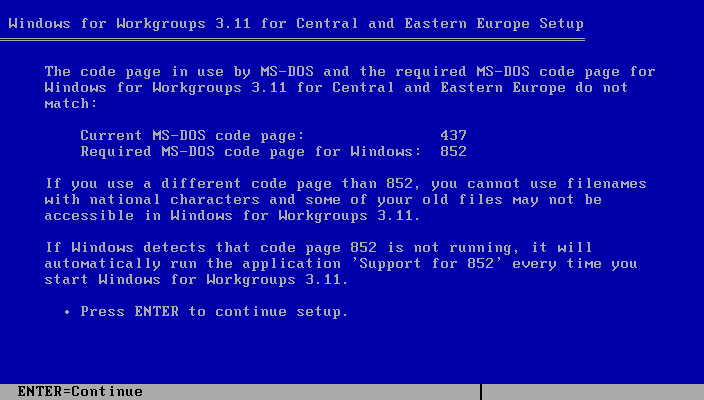 Windows for Workgroups 3.11 for Central and Eastern Europe Setup
The code page in use by MS-DOS and the required MS-DOS code page for
Windows for Workgroups 3.11 for Central and Eastern Europe do not
match:
Current MS-DOS code page: 437
Required MS-DOS code page for Windows: 852
If you use a different code page than 852, you cannot use filenames
with national characters and some of your old files may not be
accessible in Windows for Workgroups 3.11.
If Windows detects that code page 852 is not running, it will
automatically run the application 'Support for 852' every time you
start Windows for Workgroups 3.11.
• Press ENTER to continue setup.
ENTER=Continue